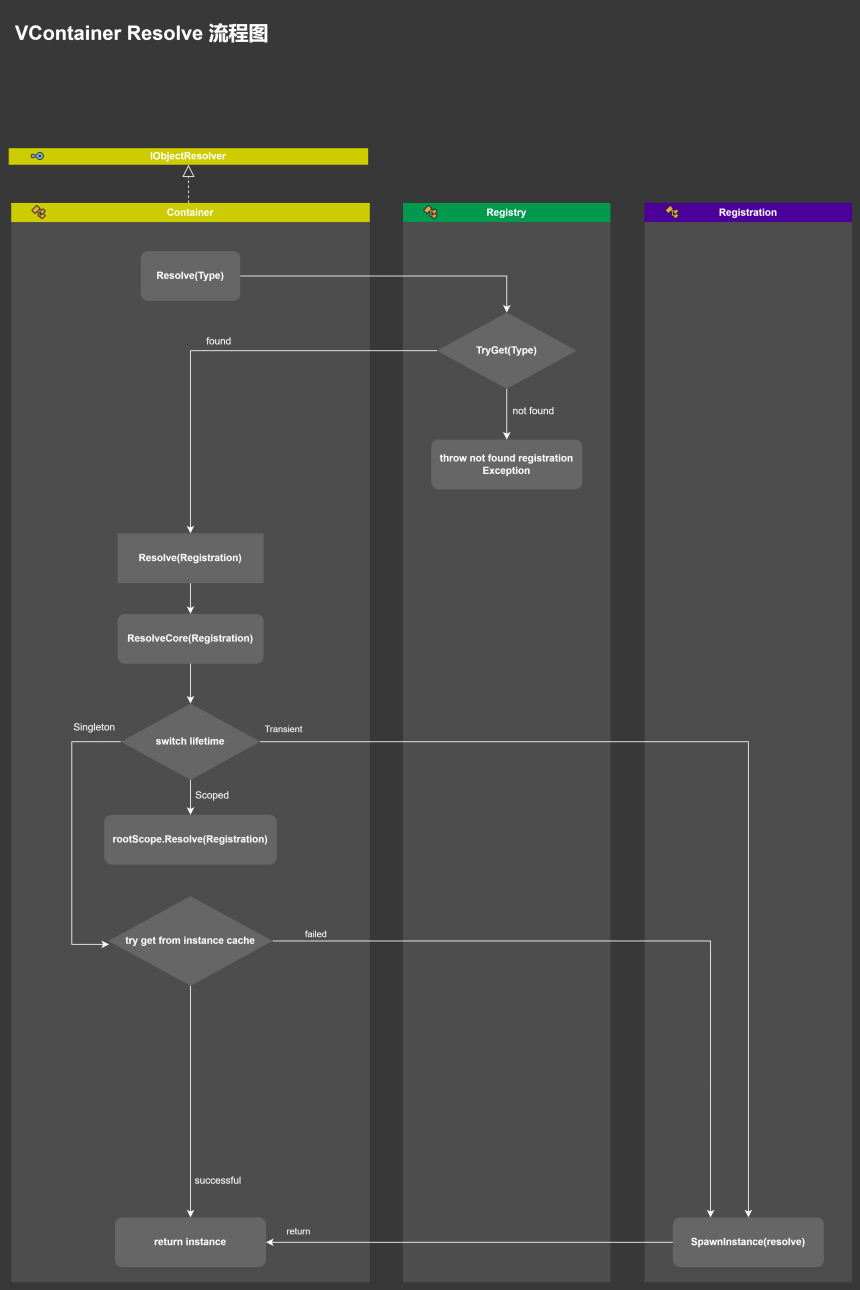 VContainer Resolve 流程图
IObjectResolver
Container
Registry
Registration
Resolve(Type)
found
TryGet(Type)
not found
throw not found registration
Exception
Resolve(Registration)
ResolveCore(Registration)
Singleton
switch lifetime
Transient
Scoped
rootScope.Resolve(Registration)
try get from instance cache
failed
successful
return instance
return
SpawnInstance(resolve)